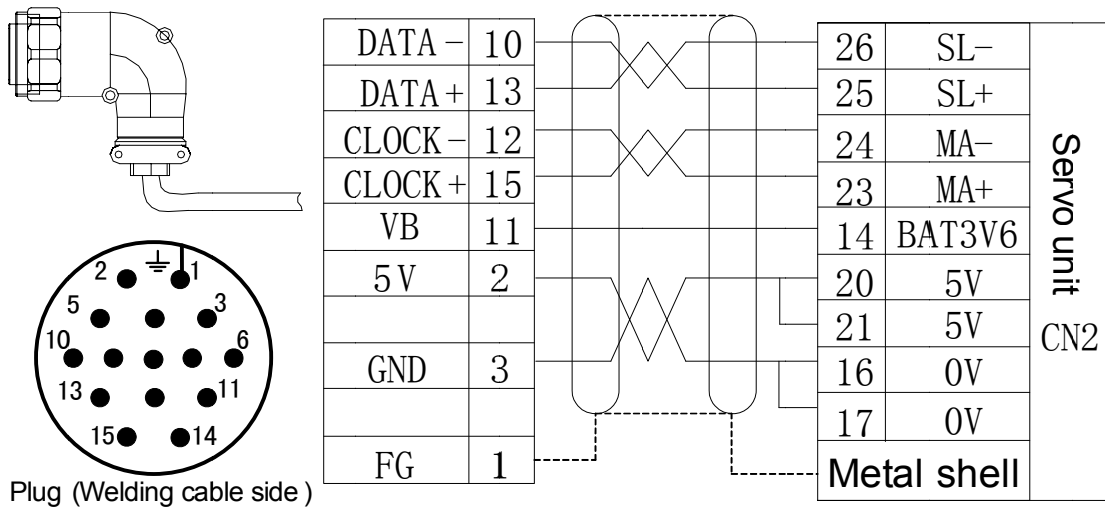 DATA- 10
DATA+ 13
CLOCK- 12
CLOCK+ 15
VB 11
5V 2
GND 3
FG 1
26 SL-
25 SL+
24 MA-
23 MA+
14 BAT3V6
20 5V
21 5V
16 0V
17 0V
Metal shell
Servo unit
CN2
2 1
5 3
10 6
13 11
15 14
Plug (Welding cable side)